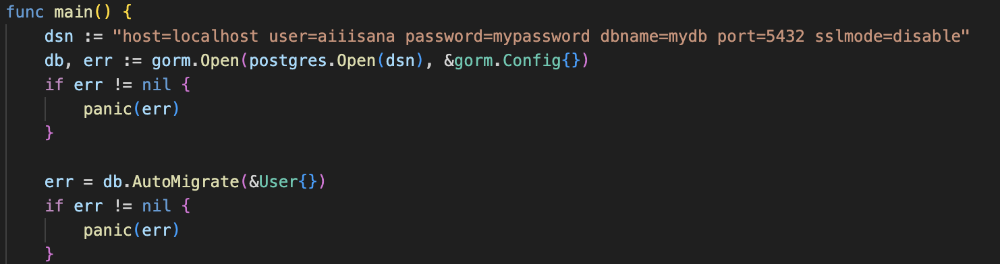 func main() {
    dsn := "host=localhost user=aiiisana password=mypassword dbname=mydb port=5432 sslmode=disable"
    db, err := gorm.Open(postgres.Open(dsn), &gorm.Config{})
    if err != nil {
        panic(err)
    }

    err = db.AutoMigrate(&User{})
    if err != nil {
        panic(err)
    }